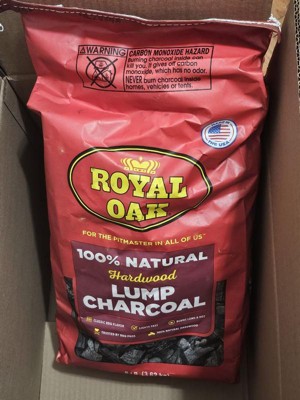 WARNING
CARBON MONOXIDE HAZARD
Burning charcoal inside can
kill you. It gives off carbon
monoxide, which has no odor.
NEVER burn charcoal inside
homes, vehicles or tents.
ROYAL
OAK
FOR THE PITMASTER IN ALL OF US
100% NATURAL
Hardwood
LUMP
CHARCOAL